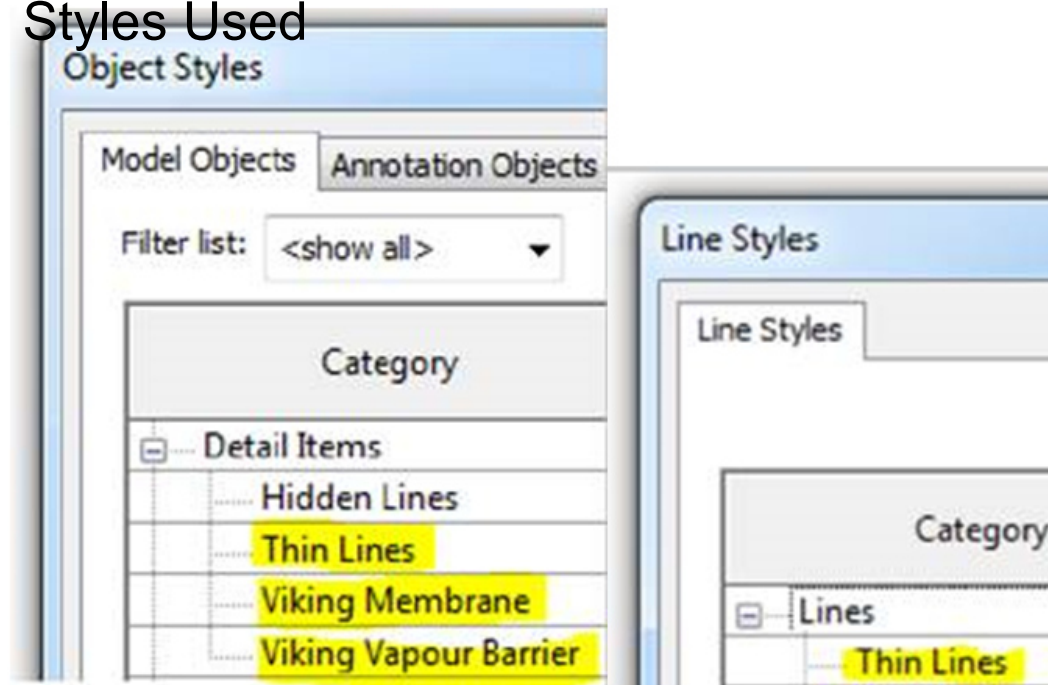 Styles Used
Object Styles
Model Objects Annotation Objects
Filter list: <show all>
Category
Detail Items
Hidden Lines
Thin Lines
Viking Membrane
Viking Vapour Barrier
Line Styles
Line Styles
Category
Lines
Thin Lines